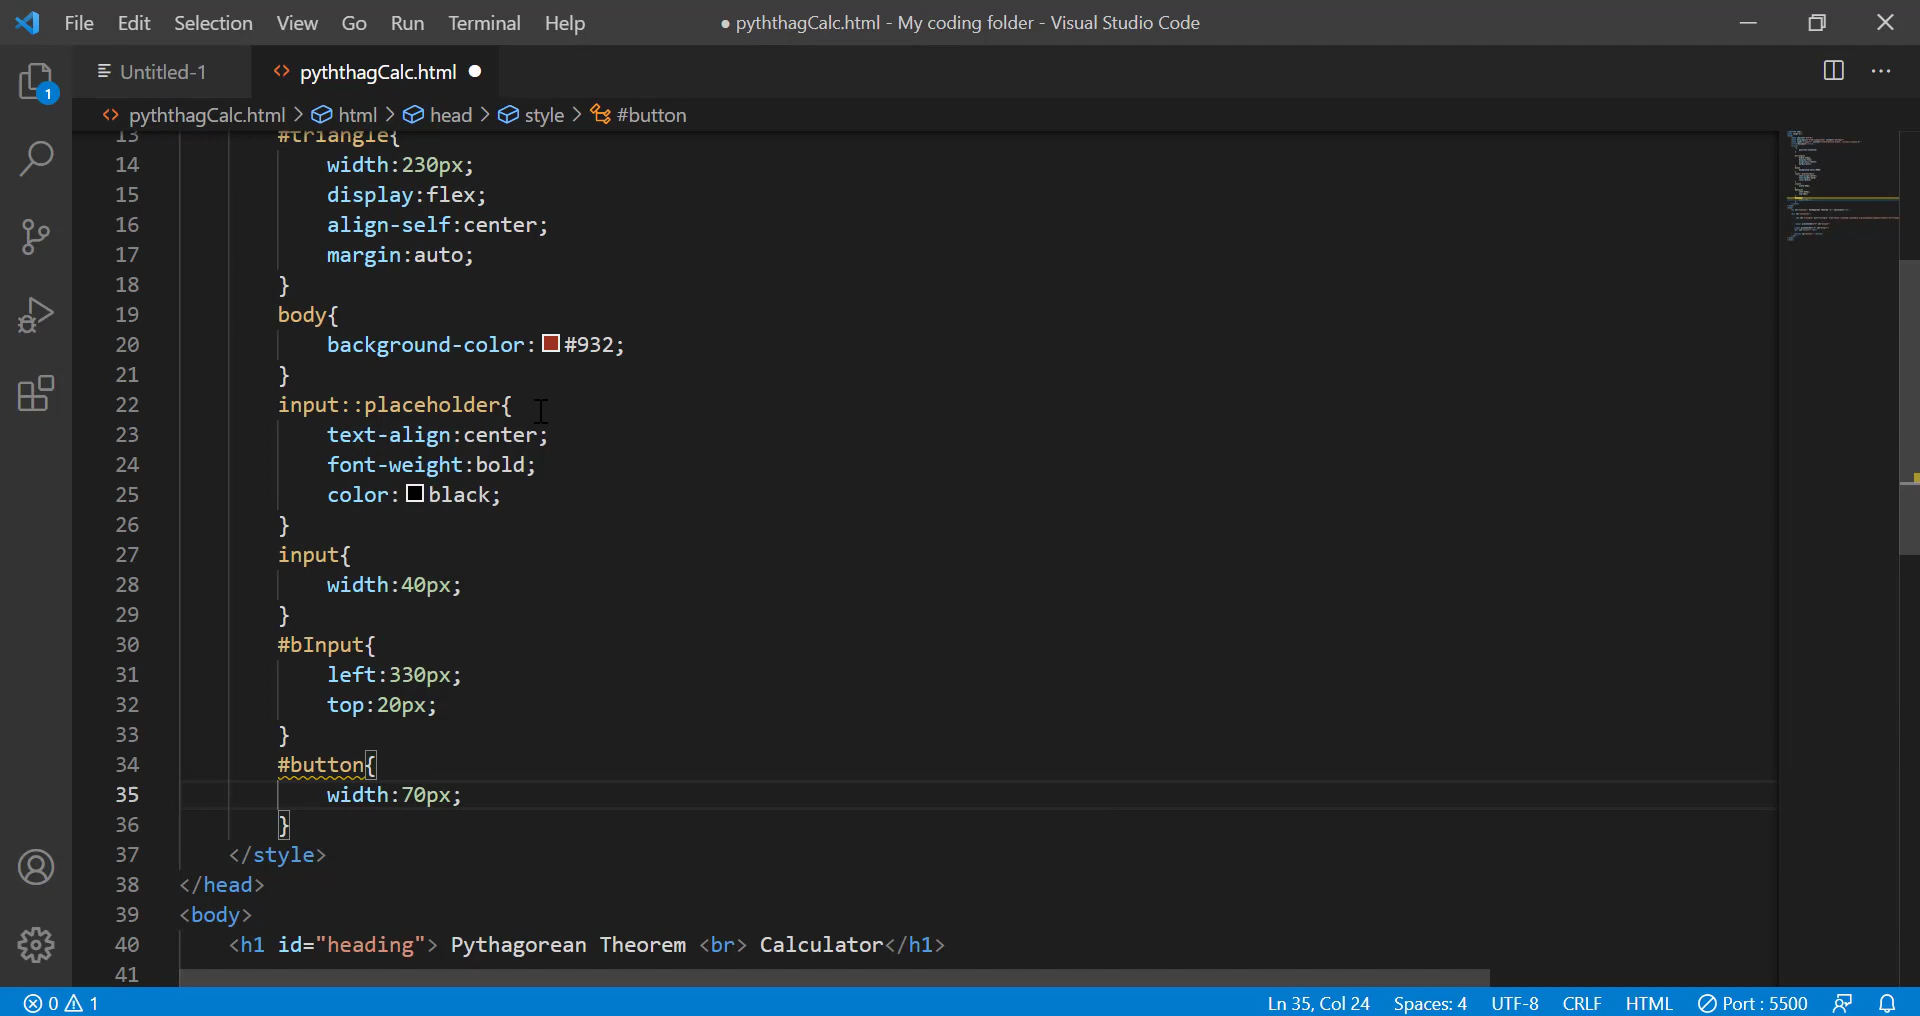 File Edit Selection View Go Run Terminal Help ● pyththagCalc.html - My coding folder - Visual Studio Code
Untitled-1 <> pyththagCalc.html ●
1
<> pyththagCalc.html > html > head > style > #button
13 #triangle{
14 width:230px;
15 display:flex;
16 align-self:center;
17 margin:auto;
18 }
19 body{
20 background-color:#932;
21 }
22 input::placeholder{
23 text-align:center;
24 font-weight:bold;
25 color:black;
26 }
27 input{
28 width:40px;
29 }
30 #bInput{
31 left:330px;
32 top:20px;
33 }
34 #button{
35 width:70px;
36 }
37 </style>
38 </head>
39 <body>
40 <h1 id="heading"> Pythagorean Theorem <br> Calculator</h1>
41
0 1 Ln 35, Col 24 Spaces: 4 UTF-8 CRLF HTML Port : 5500